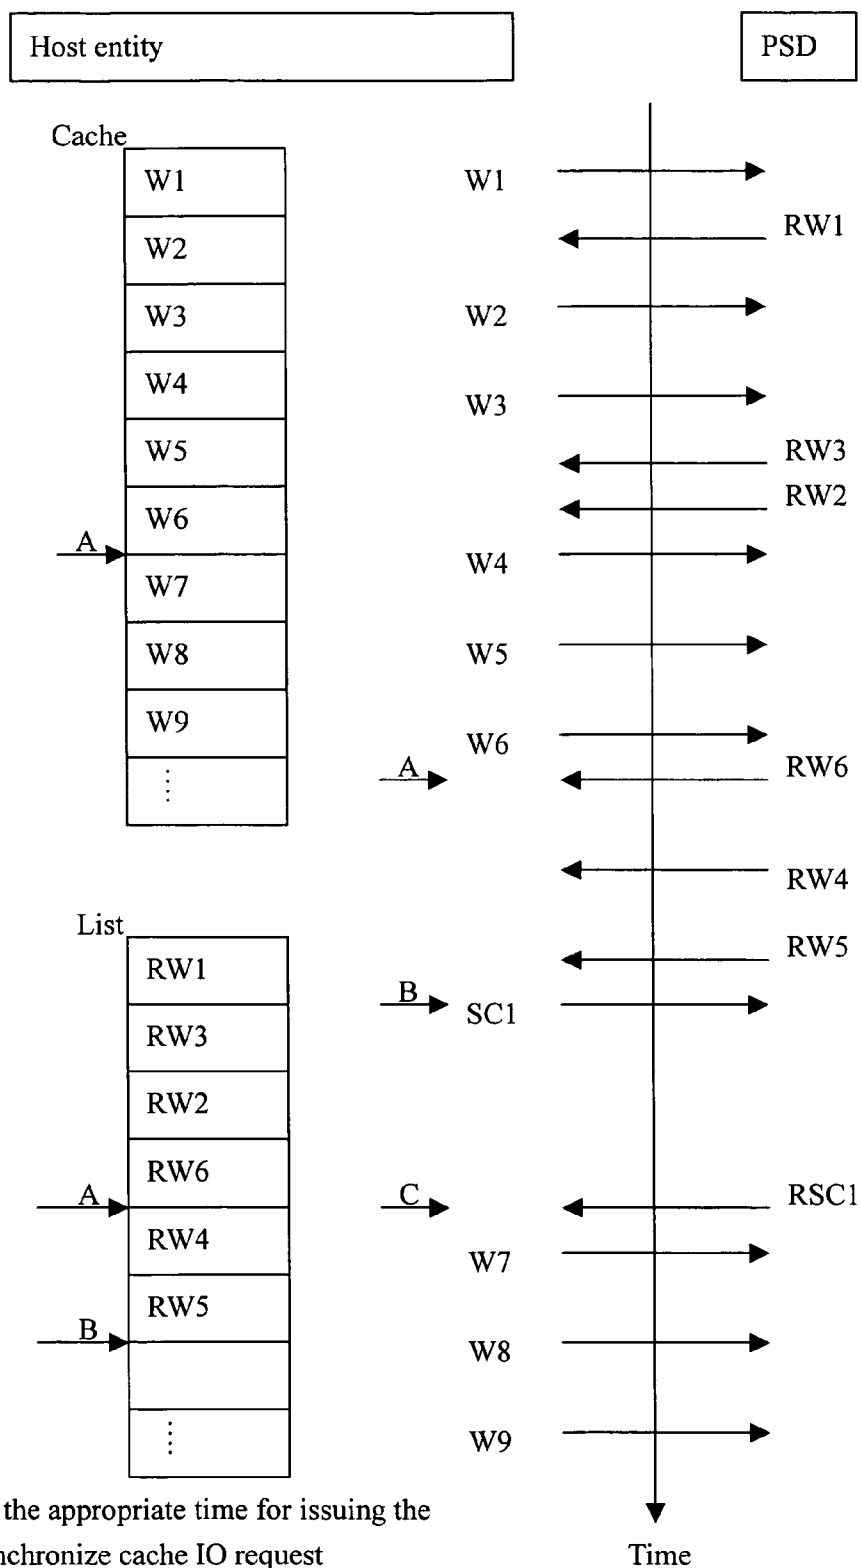 Host entity
PSD
Cache
W1
W2
W3
W4
W5
W6
A
W7
W8
W9
List
RW1
RW3
RW2
RW6
A
RW4
RW5
B
W1
RW1
W2
W3
RW3
RW2
W4
W5
W6
A
RW6
RW4
RW5
B
SC1
C
RSC1
W7
W8
W9
the appropriate time for issuing the
nchronize cache IO request
Time